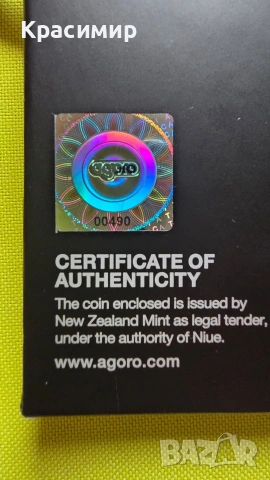 Красимир
agoro
00490
CERTIFICATE OF
AUTHENTICITY
The coin enclosed is issued by
New Zealand Mint as legal tender,
under the authority of Niue.
www.agoro.com
BAZAR